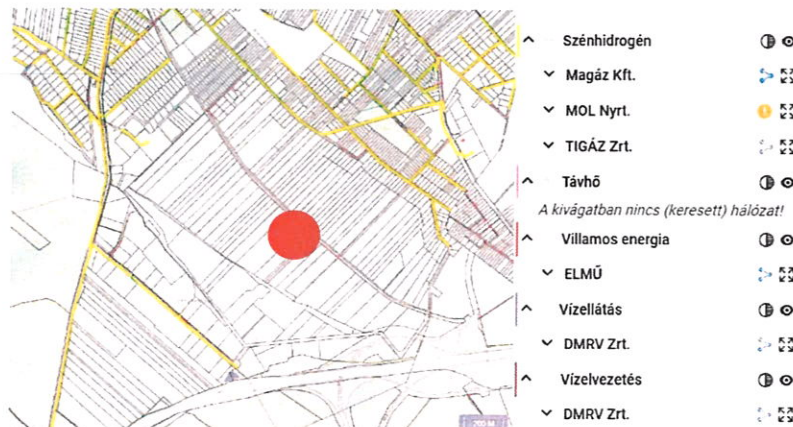 Szénhidrogén
Magáz Kft.
MOL Nyrt.
TIGÁZ Zrt.
Távhő
A kivágatban nincs (keresett) hálózat!
Villamos energia
ELMŰ
Vízellátás
DMRV Zrt.
Vízelvezetés
DMRV Zrt.